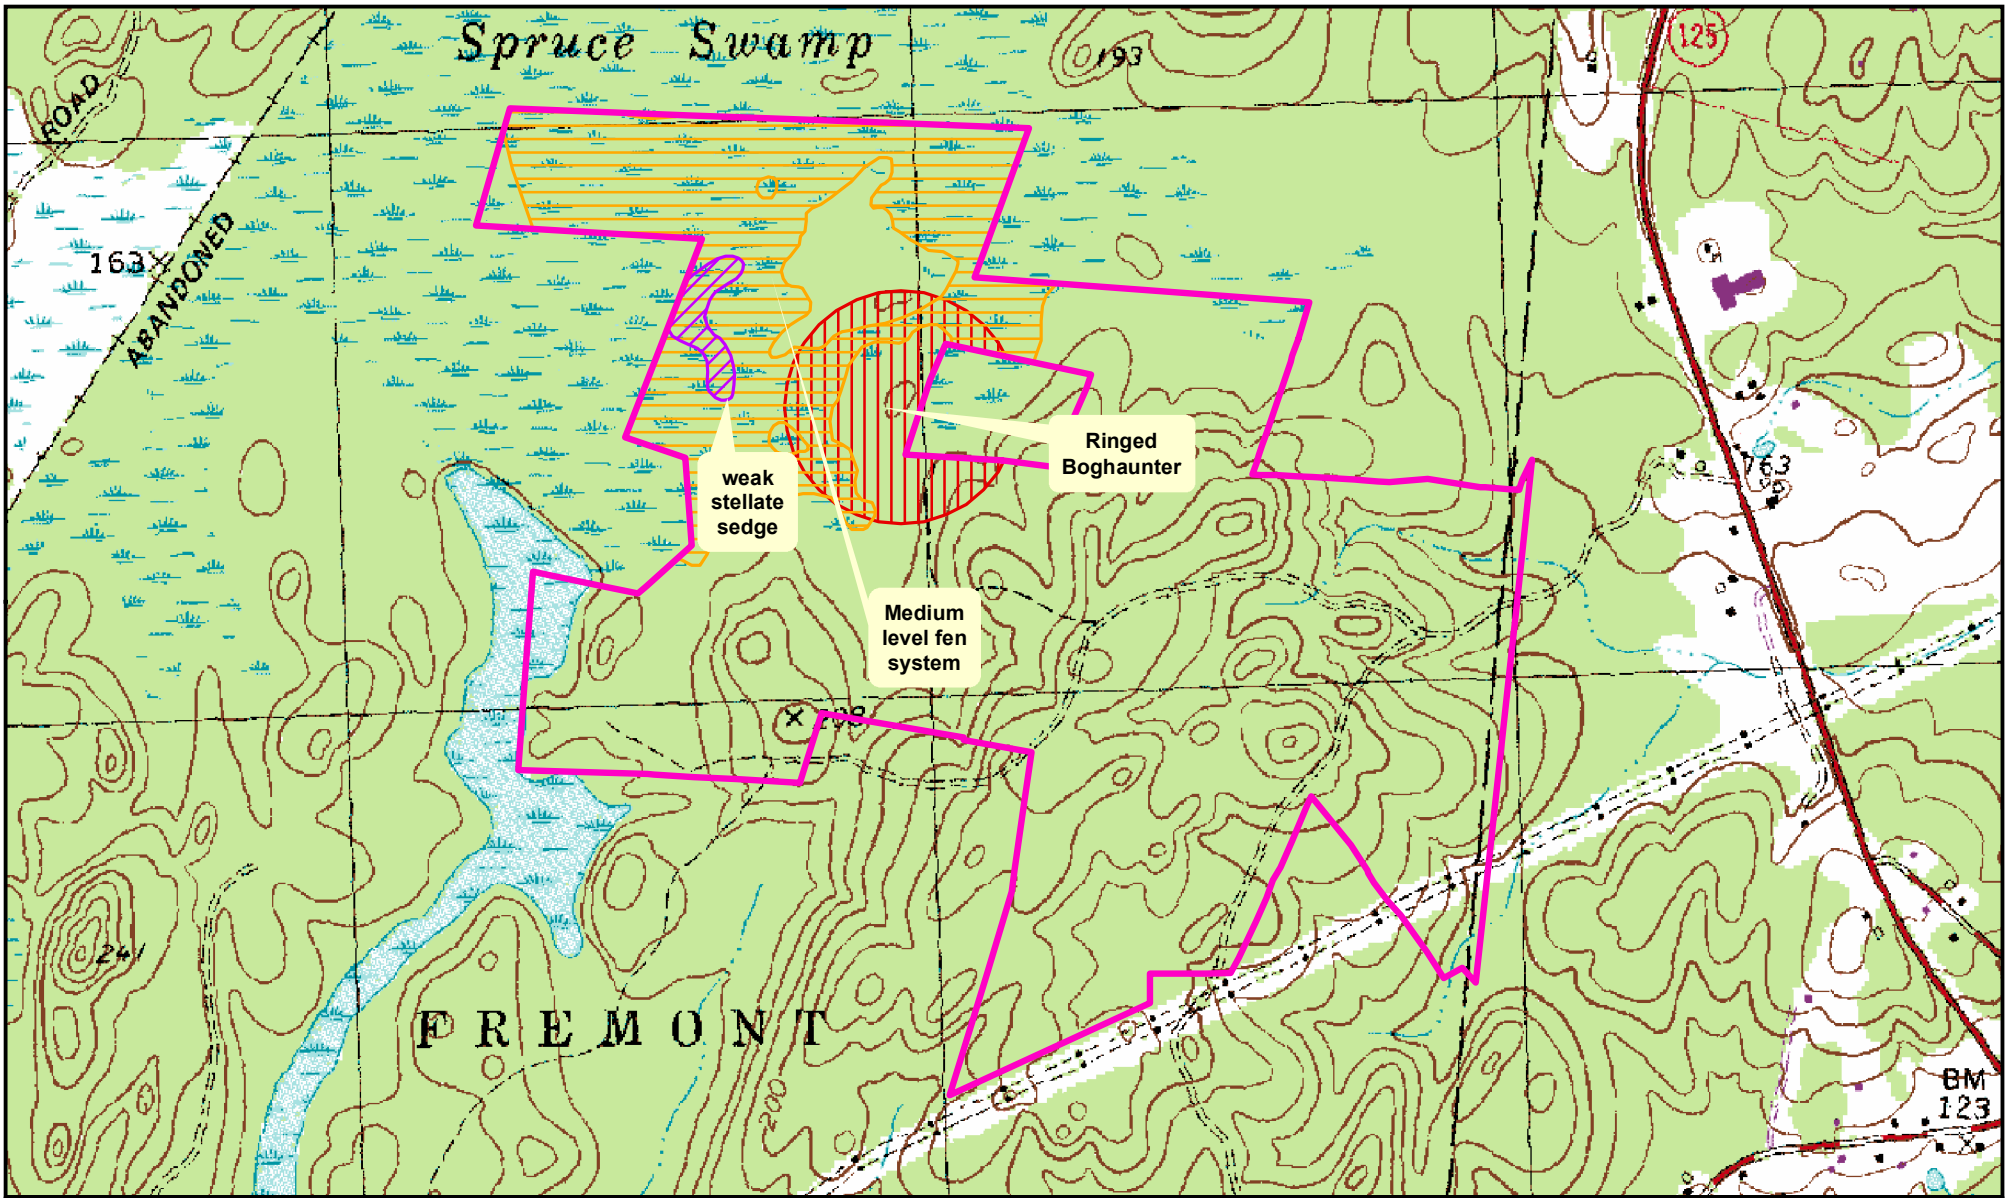 Spruce Swamp
193
125
ROAD
163
ABANDONED
Ringed
Boghaunter
weak
stellate
sedge
163
Medium
level fen
system
208
241
FREMONT
200
BM
123